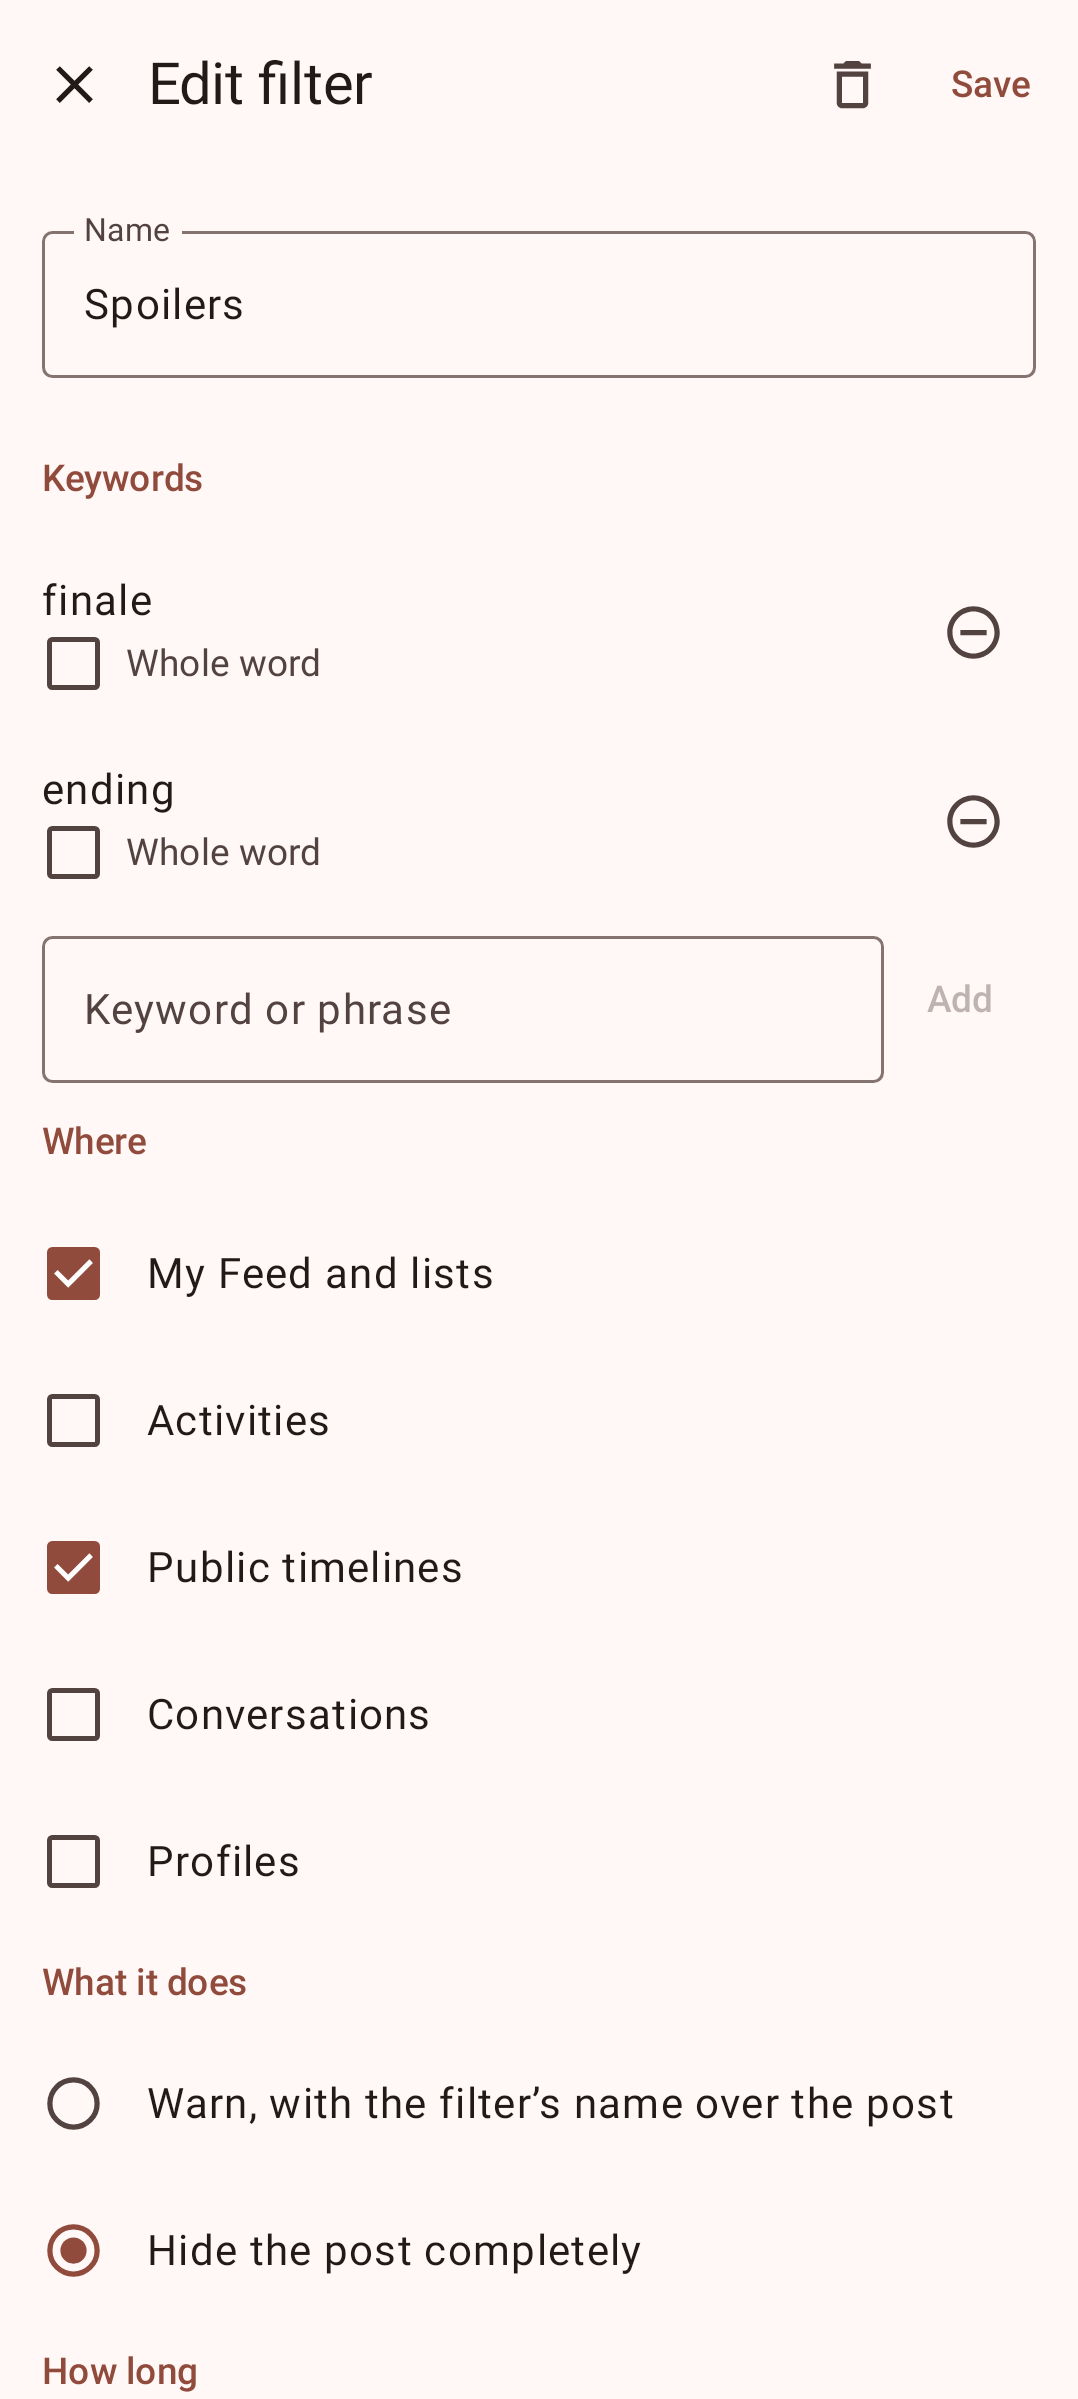 Edit filter
Save
Name
Spoilers
Keywords
finale
Whole word
ending
Whole word
Keyword or phrase
Add
Where
My Feed and lists
Activities
Public timelines
Conversations
Profiles
What it does
Warn, with the filter’s name over the post
Hide the post completely
How long